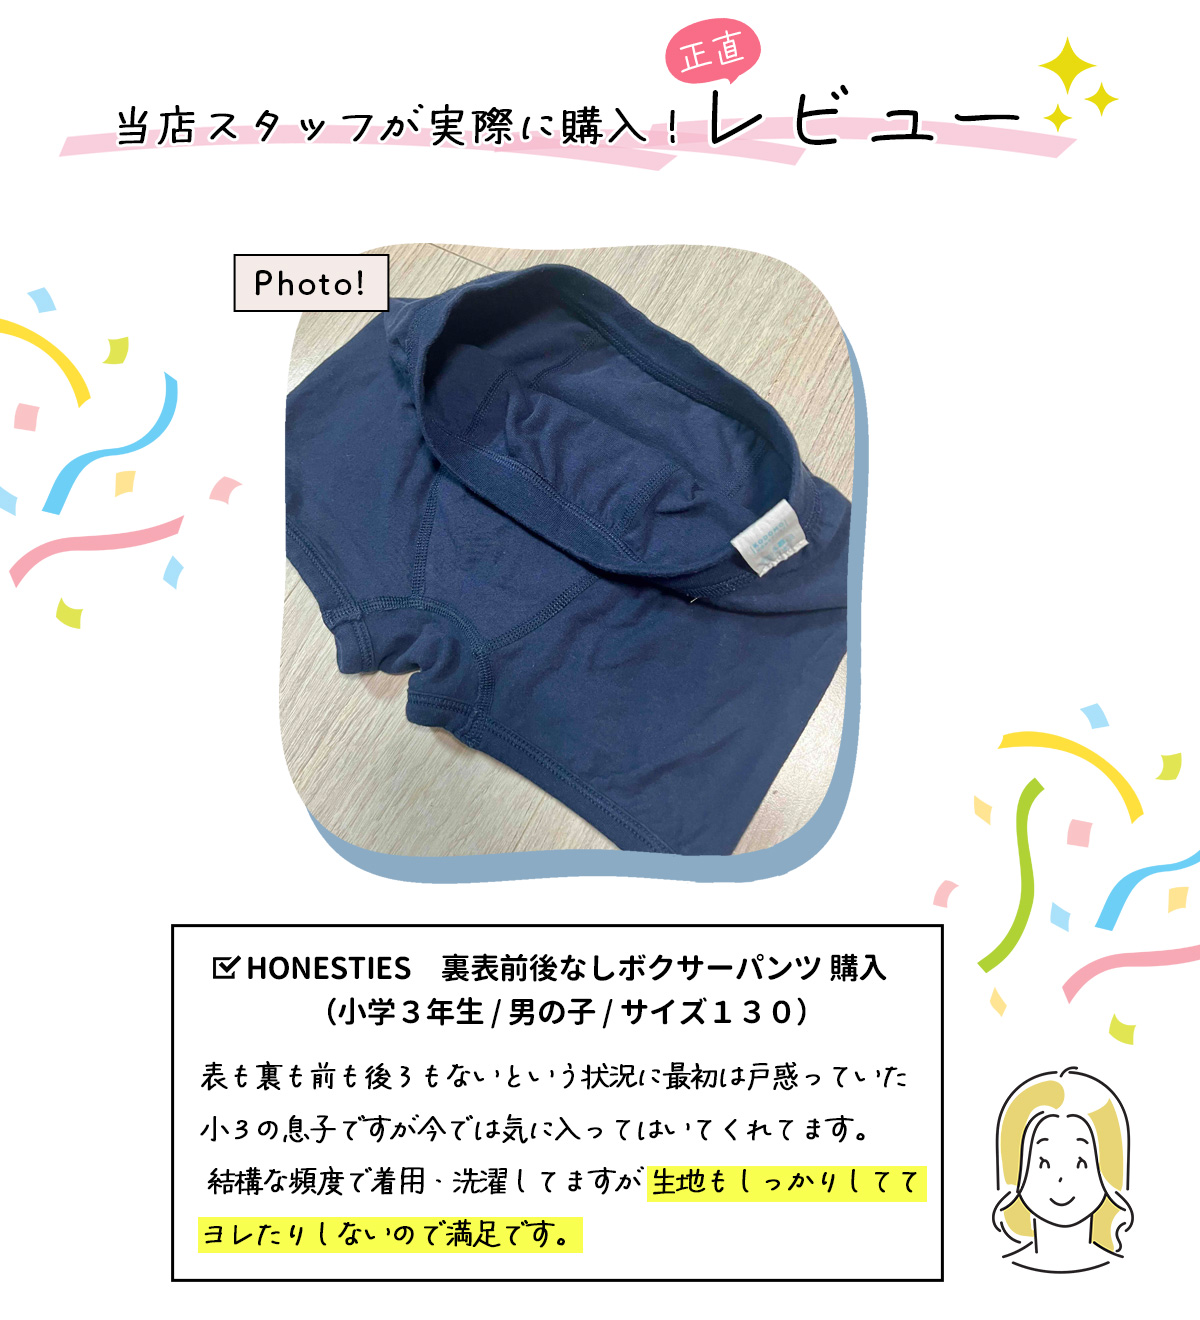 正直
当店スタッフが実際に購入！レビュー
Photo!
HONESTIES　裏表前後なしボクサーパンツ 購入
（小学３年生 / 男の子 / サイズ１３０）
表も裏も前も後ろもないという状況に最初は戸惑っていた
小３の息子ですが今では気に入ってはいてくれてます。
結構な頻度で着用・洗濯してますが生地もしっかりしてて
ヨレたりしないので満足です。